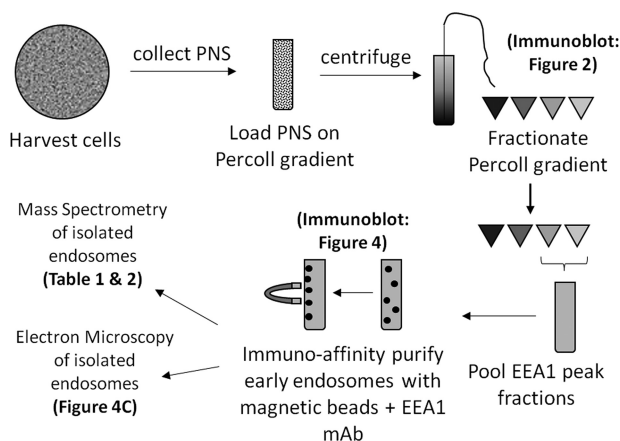 Harvest cells
collect PNS
Load PNS on
Percoll gradient
centrifuge
(Immunoblot:
Figure 2)
Fractionate
Percoll gradient
Pool EEA1 peak
fractions
(Immunoblot:
Figure 4)
Immuno-affinity purify
early endosomes with
magnetic beads + EEA1
mAb
Mass Spectrometry
of isolated
endosomes
(Table 1 & 2)
Electron Microscopy
of isolated
endosomes
(Figure 4C)